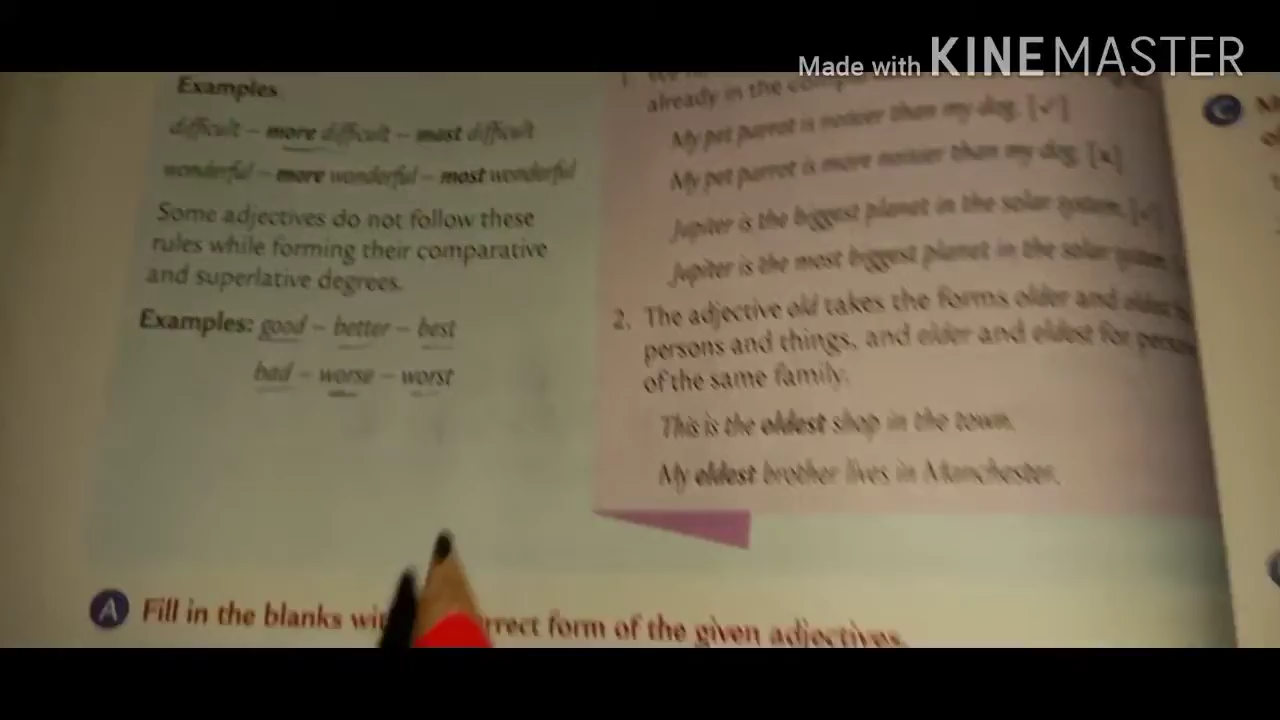 Made with KINEMASTER
Examples
difficult – more difficult – most difficult
wonderful – more wonderful – most wonderful
Some adjectives do not follow these
rules while forming their comparative
and superlative degrees.
Examples: good – better – best
bad – worse – worst
already in the
My pet parrot is noisier than my dog. [✓]
My pet parrot is more noisier than my dog. [x]
Jupiter is the biggest planet in the solar system. [✓]
Jupiter is the most biggest planet in the solar system.
2. The adjective old takes the forms older and oldest
persons and things, and elder and eldest for
of the same family.
This is the oldest shop in the town.
My eldest brother lives in Manchester.
A Fill in the blanks form of the given adjectives.
C